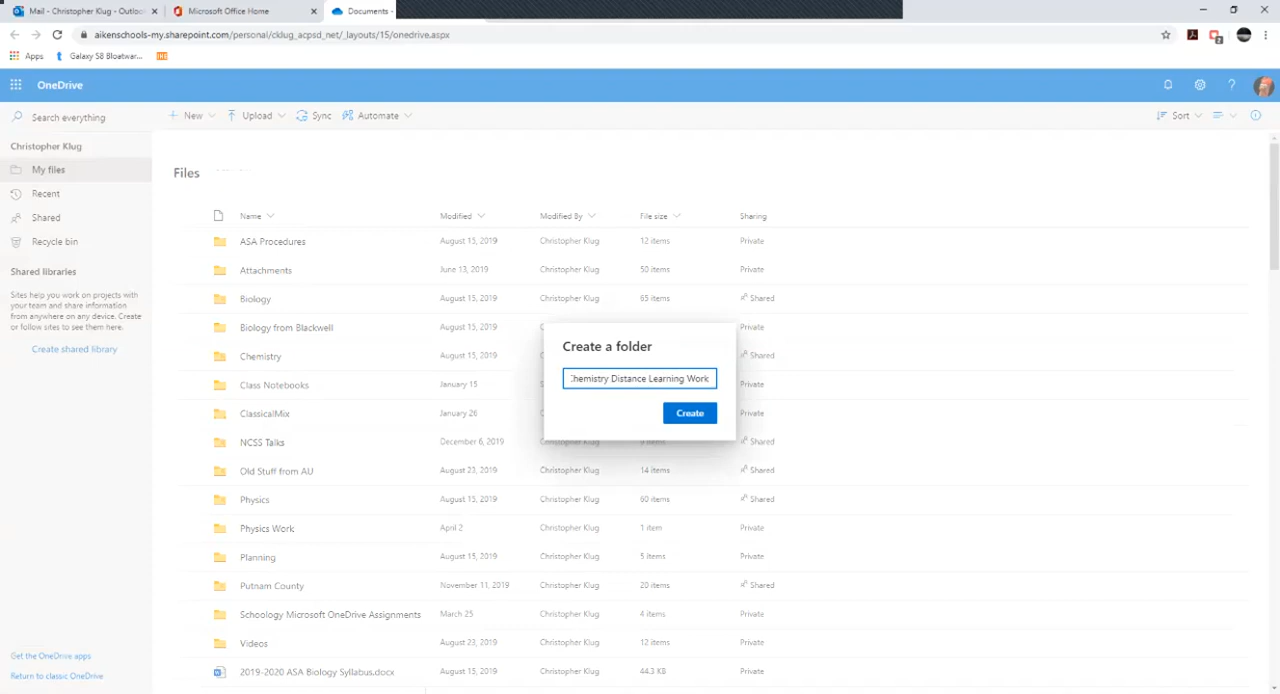 Mail - Christopher Klug - Outloo
Microsoft Office Home
Documents -
aikenschools-my.sharepoint.com/personal/cklug_acpsd_net/_layouts/15/onedrive.aspx
Apps
Galaxy S8 Bloatwar...
OneDrive
Search everything
New
Upload
Sync
Automate
Sort
Christopher Klug
My files
Recent
Shared
Recycle bin
Shared libraries
Sites help you work on projects with
your team and share information
from anywhere on any device. Create
or follow sites to see them here.
Create shared library
Get the OneDrive apps
Return to classic OneDrive
Files
Name Modified Modified By File size Sharing
ASA Procedures August 15, 2019 Christopher Klug 12 items Private
Attachments June 13, 2019 Christopher Klug 50 items Private
Biology August 15, 2019 Christopher Klug 65 items Shared
Biology from Blackwell August 15, 2019 Private
Chemistry August 15, 2019 Shared
Class Notebooks January 15 Private
ClassicalMix January 26 Private
NCSS Talks December 6, 2019 Christopher Klug items Shared
Old Stuff from AU August 23, 2019 Christopher Klug 14 items Shared
Physics August 15, 2019 Christopher Klug 60 items Shared
Physics Work April 2 Christopher Klug 1 item Private
Planning August 15, 2019 Christopher Klug 5 items Private
Putnam County November 11, 2019 Christopher Klug 20 items Shared
Schoology Microsoft OneDrive Assignments March 25 Christopher Klug 4 items Private
Videos August 23, 2019 Christopher Klug 12 items Private
2019-2020 ASA Biology Syllabus.docx August 15, 2019 Christopher Klug 44.3 KB Private
Create a folder
Chemistry Distance Learning Work
Create